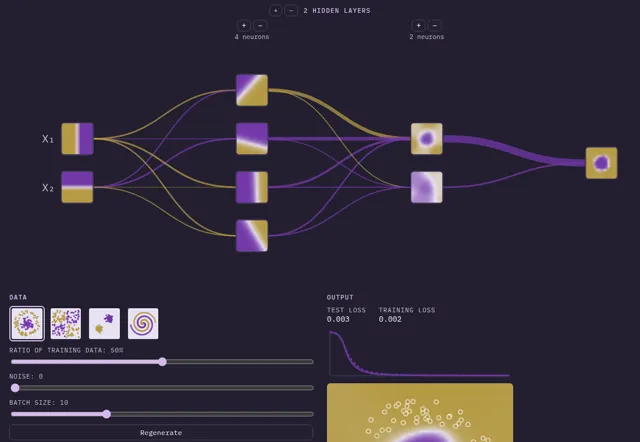 + − 2 HIDDEN LAYERS
+ − + −
4 neurons 2 neurons
X₁
X₂
DATA
RATIO OF TRAINING DATA: 50%
NOISE: 0
BATCH SIZE: 10
Regenerate
OUTPUT
TEST LOSS TRAINING LOSS
0.003 0.002